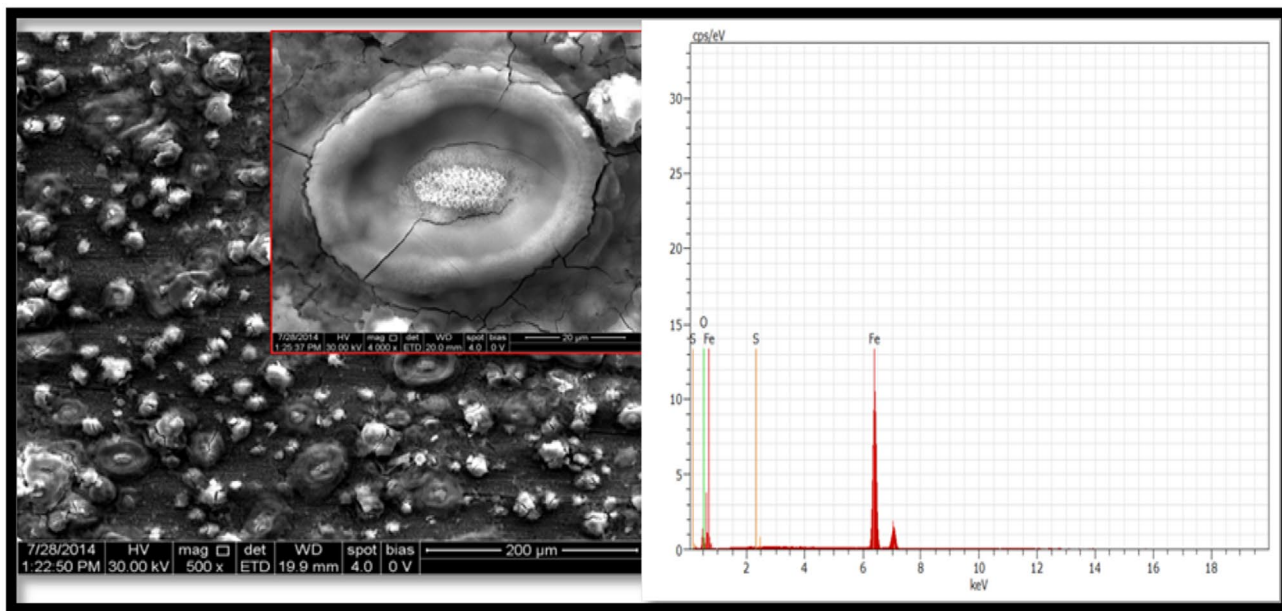 7/28/2014 HV mag □ det WD spot bias
1:25:37 PM 30.00 kV 4 000 x ETD 20.0 mm 4.0 0 V
20 µm
7/28/2014 HV mag □ det WD spot bias
1:22:50 PM 30.00 kV 500 x ETD 19.9 mm 4.0 0 V
200 µm
cps/eV
30
25
20
15
10
5
0
O
S Fe S Fe
2 4 6 8 10 12 14 16 18
keV